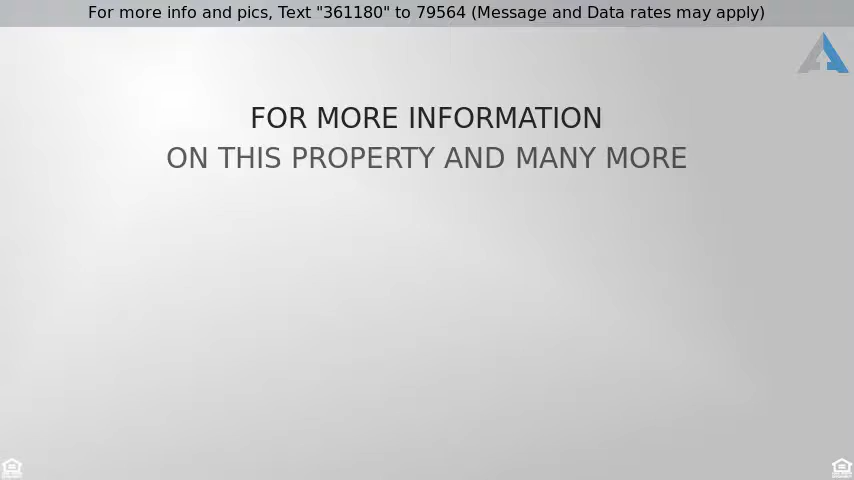 For more info and pics, Text "361180" to 79564 (Message and Data rates may apply)
FOR MORE INFORMATION
ON THIS PROPERTY AND MANY MORE